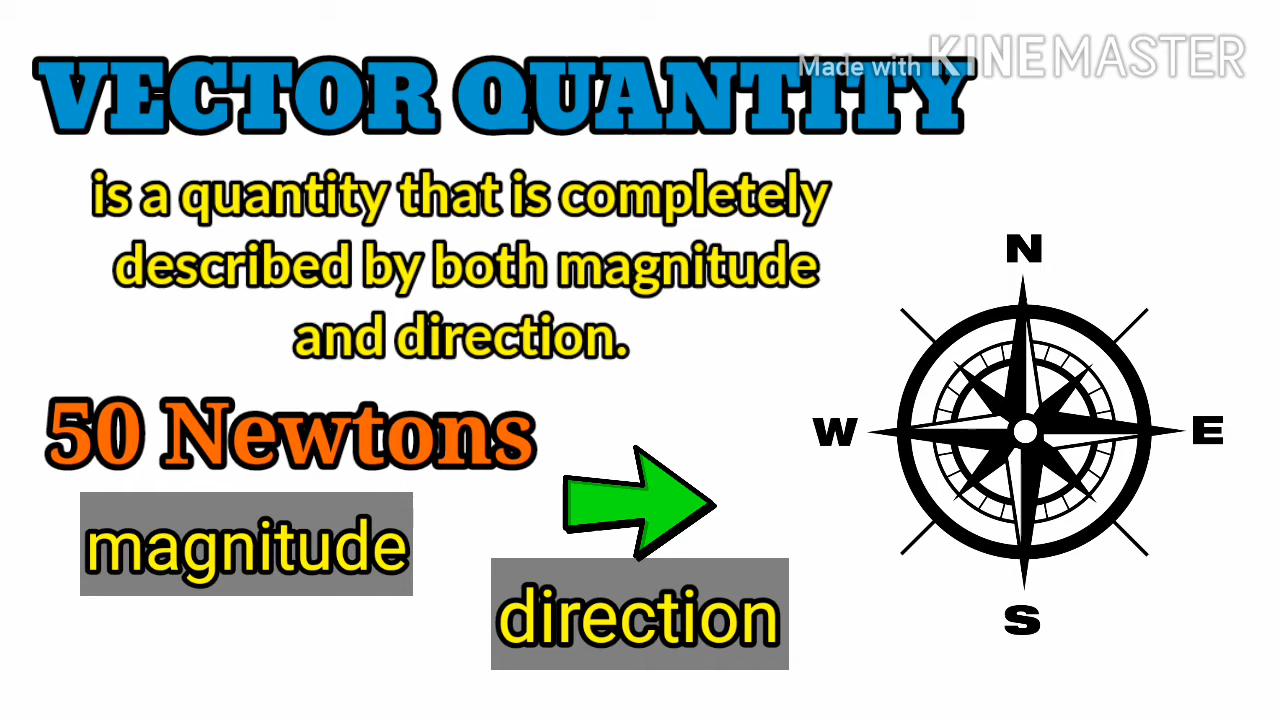 Made with KINEMASTER
VECTOR QUANTITY
is a quantity that is completely
described by both magnitude
and direction.
50 Newtons
magnitude
direction
N
W
E
S